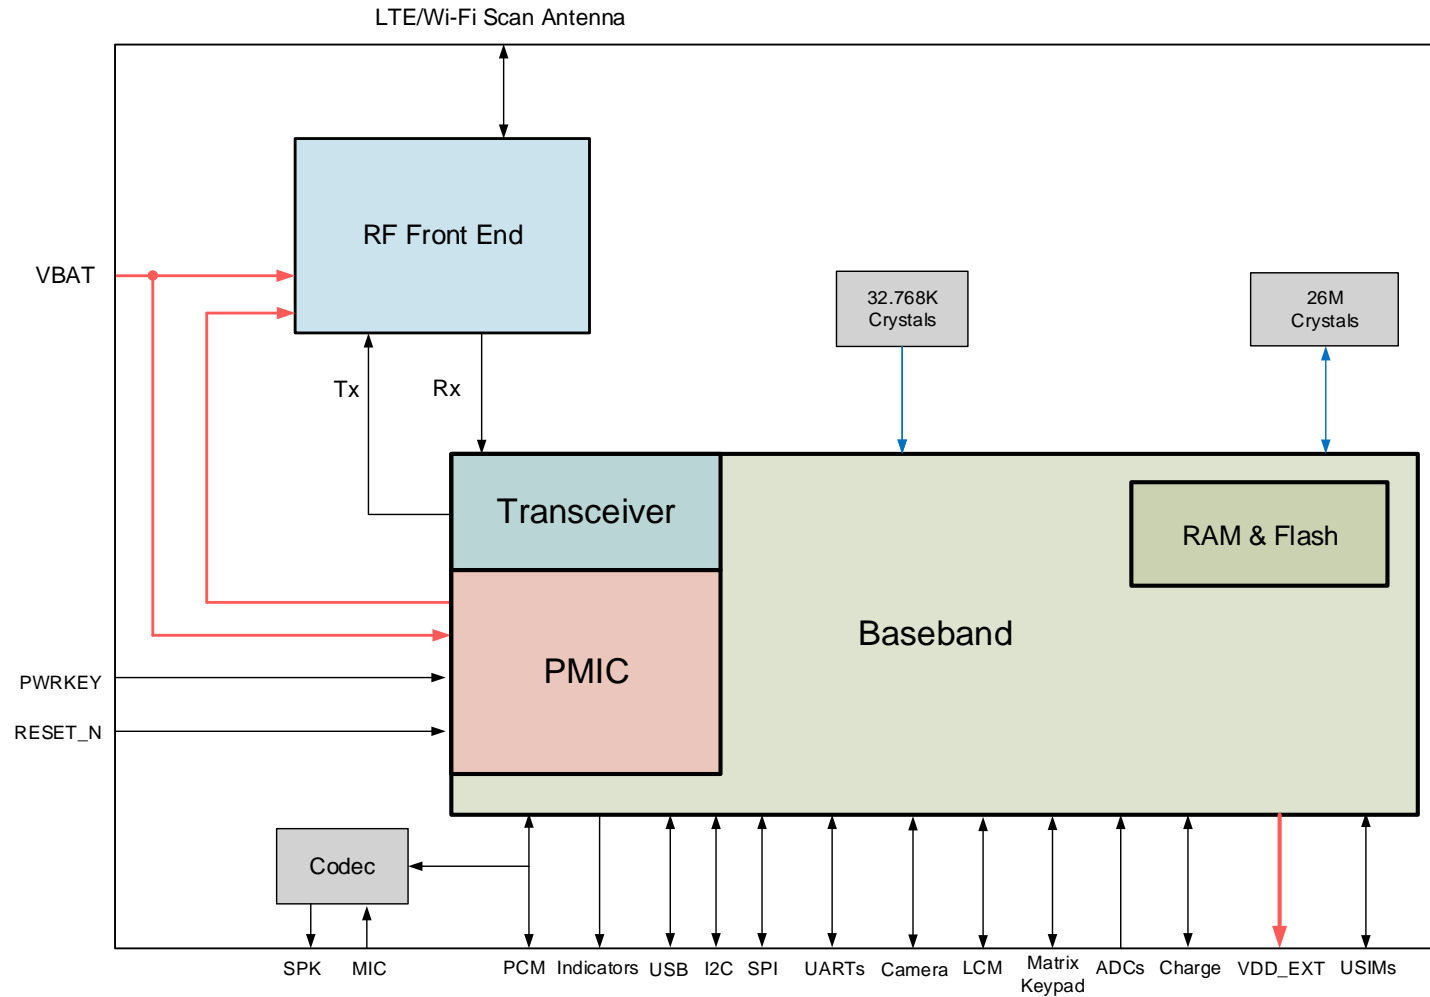 LTE/Wi-Fi Scan Antenna
RF Front End
VBAT
32.768K
Crystals
26M
Crystals
Tx
Rx
Transceiver
RAM & Flash
Baseband
PMIC
PWRKEY
RESET_N
Codec
SPK
MIC
PCM
Indicators
USB
I2C
SPI
UARTs
Camera
LCM
Matrix
Keypad
ADCs
Charge
VDD_EXT
USIMs